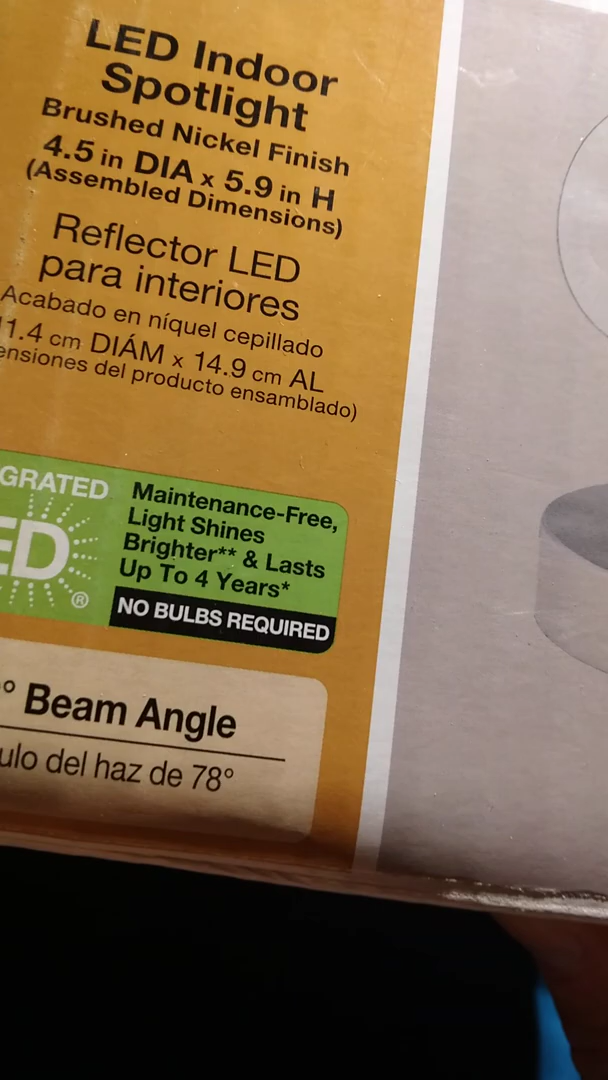 LED Indoor
Spotlight
Brushed Nickel Finish
4.5 in DIA x 5.9 in H
(Assembled Dimensions)
Reflector LED
para interiores
Acabado en níquel cepillado
11.4 cm DIÁM x 14.9 cm AL
ensiones del producto ensamblado)
GRATED
ED
®
Maintenance-Free,
Light Shines
Brighter** & Lasts
Up To 4 Years*
NO BULBS REQUIRED
° Beam Angle
ulo del haz de 78°